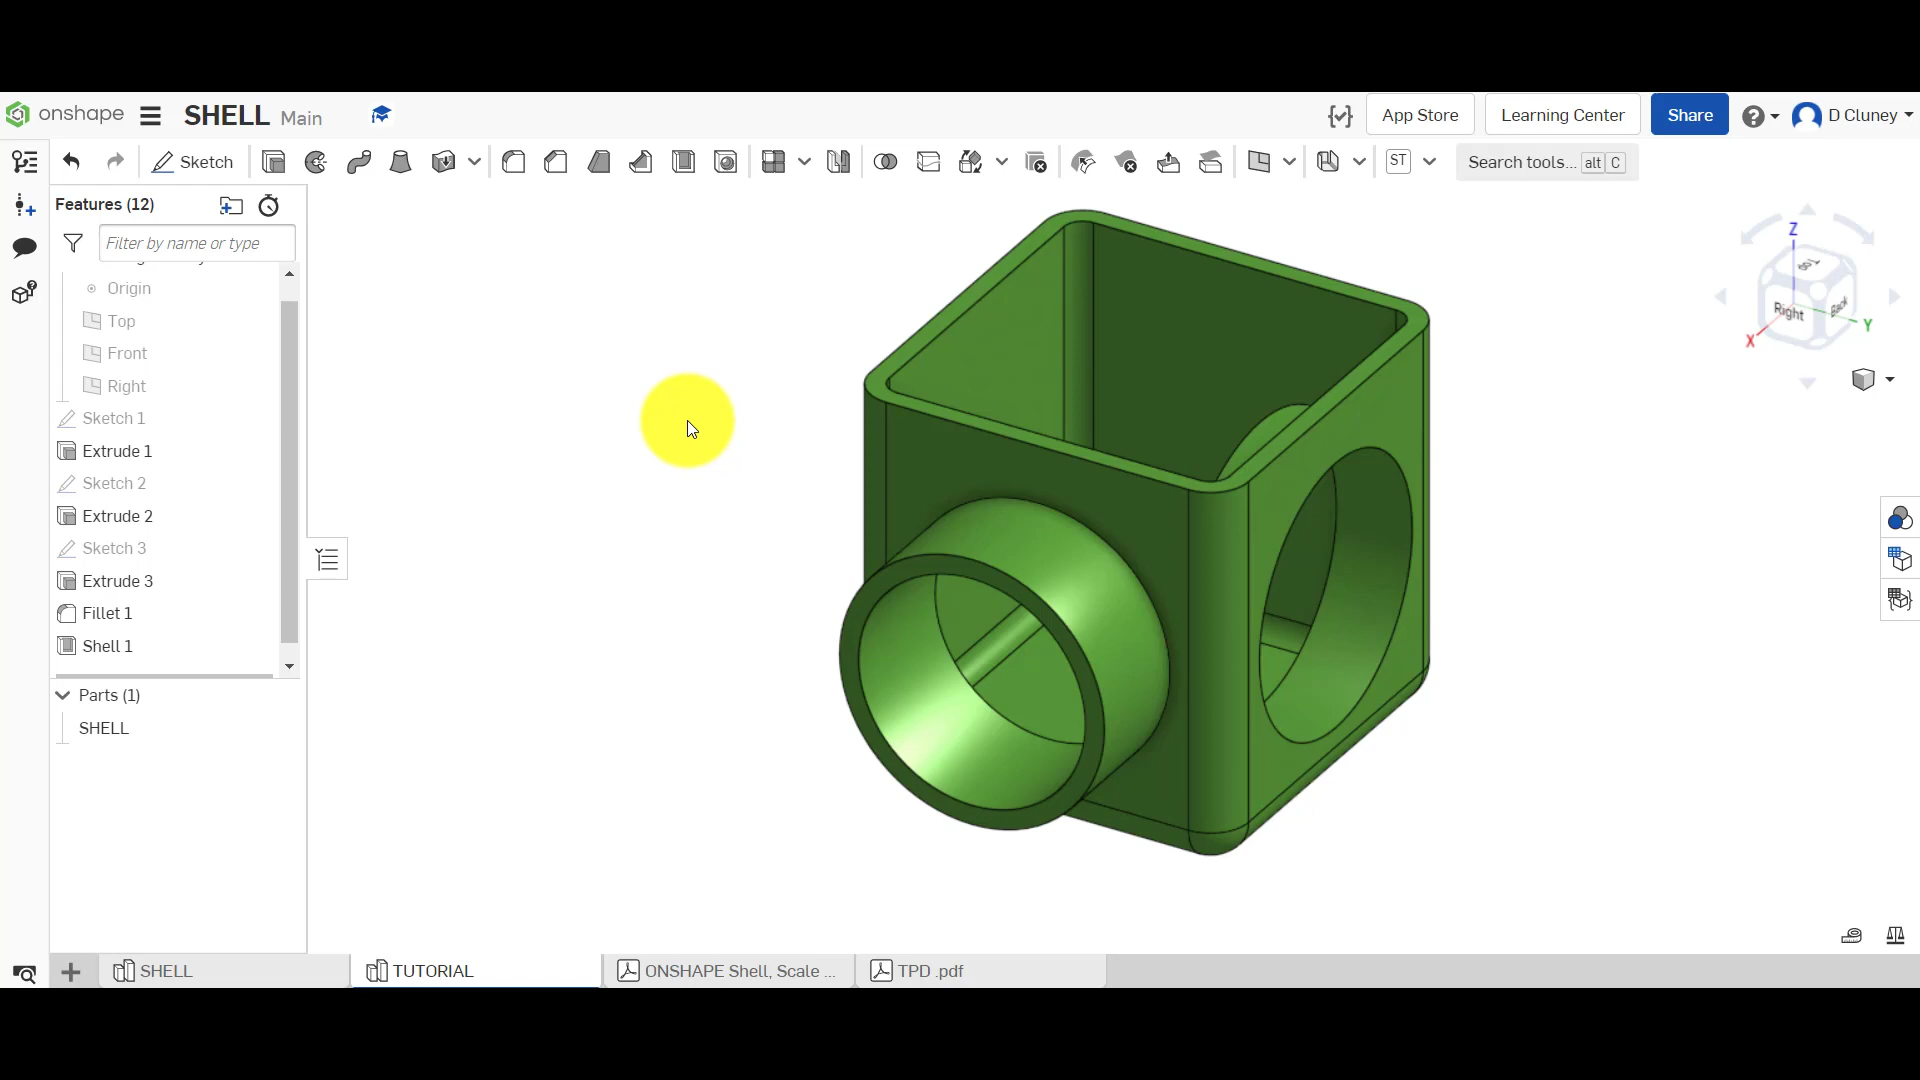 onshape
SHELL Main
App Store
Learning Center
Share
D Cluney
Sketch
ST
Search tools... alt C
Features (12)
Filter by name or type
Origin
Top
Front
Right
Sketch 1
Extrude 1
Sketch 2
Extrude 2
Sketch 3
Extrude 3
Fillet 1
Shell 1
Parts (1)
SHELL
Z
Top
Right
Back
X
Y
SHELL
TUTORIAL
ONSHAPE Shell, Scale ...
TPD .pdf